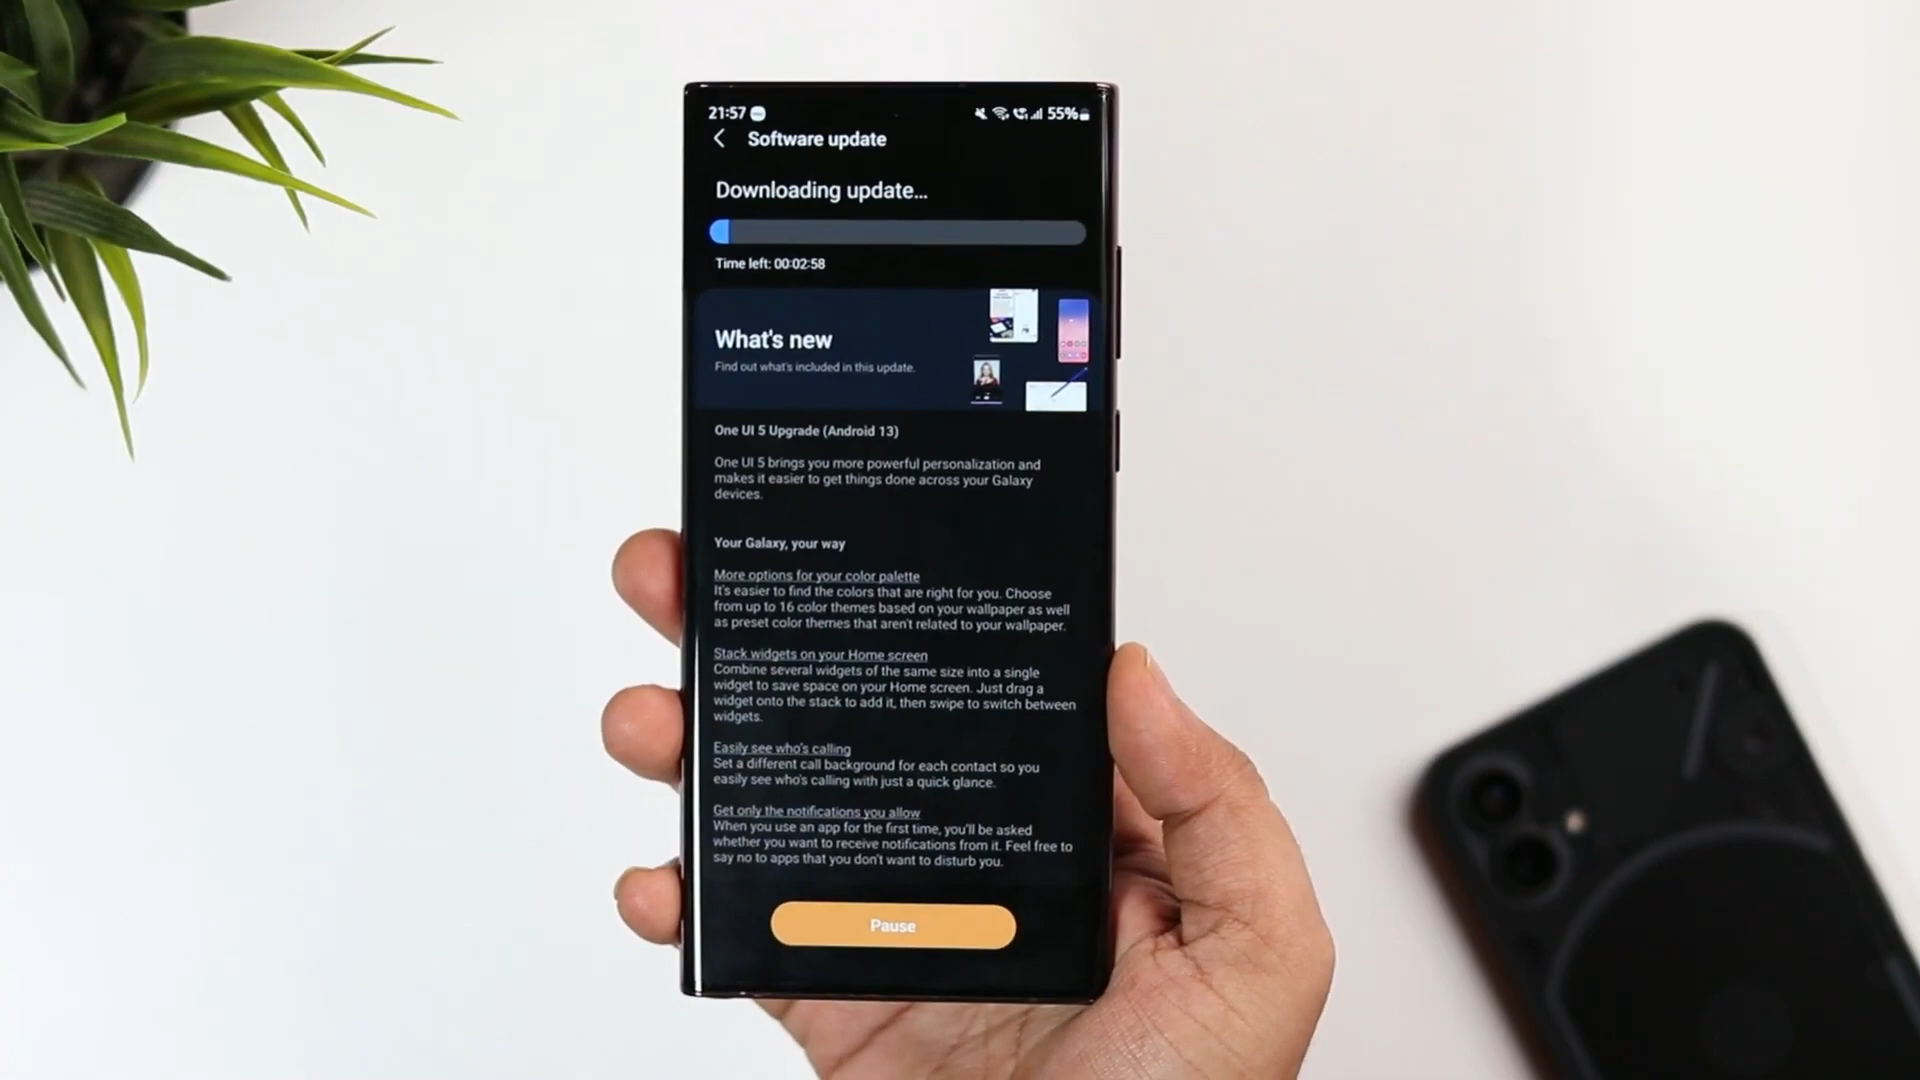 21:57 55%
Software update
Downloading update...
Time left: 00:02:58
What's new
Find out what's included in this update.
One UI 5 Upgrade (Android 13)
One UI 5 brings you more powerful personalization and
makes it easier to get things done across your Galaxy
devices.
Your Galaxy, your way
More options for your color palette
It's easier to find the colors that are right for you. Choose
from up to 16 color themes based on your wallpaper as well
as preset color themes that aren't related to your wallpaper.
Stack widgets on your Home screen
Combine several widgets of the same size into a single
widget to save space on your Home screen. Just drag a
widget onto the stack to add it, then swipe to switch between
widgets.
Easily see who's calling
Set a different call background for each contact so you
easily see who's calling with just a quick glance.
Get only the notifications you allow
When you use an app for the first time, you'll be asked
whether you want to receive notifications from it. Feel free to
say no to apps that you don't want to disturb you.
Pause